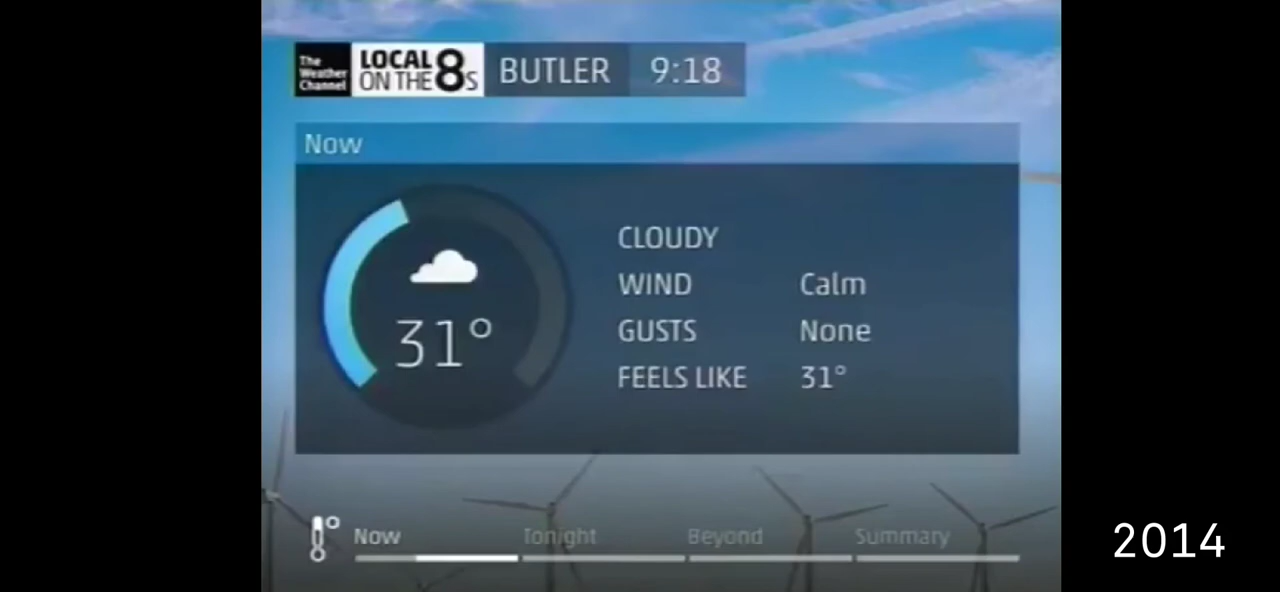 The Weather Channel LOCAL ON THE 8s BUTLER 9:18
Now
31°
CLOUDY
WIND Calm
GUSTS None
FEELS LIKE 31°
Now Tonight Beyond Summary
2014